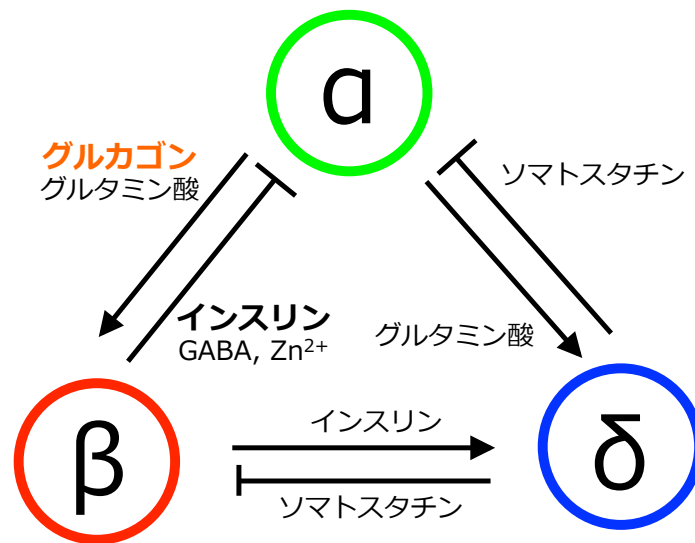 α
グルカゴン
グルタミン酸
ソマトスタチン
インスリン
GABA, Zn²⁺
グルタミン酸
インスリン
β
δ
ソマトスタチン